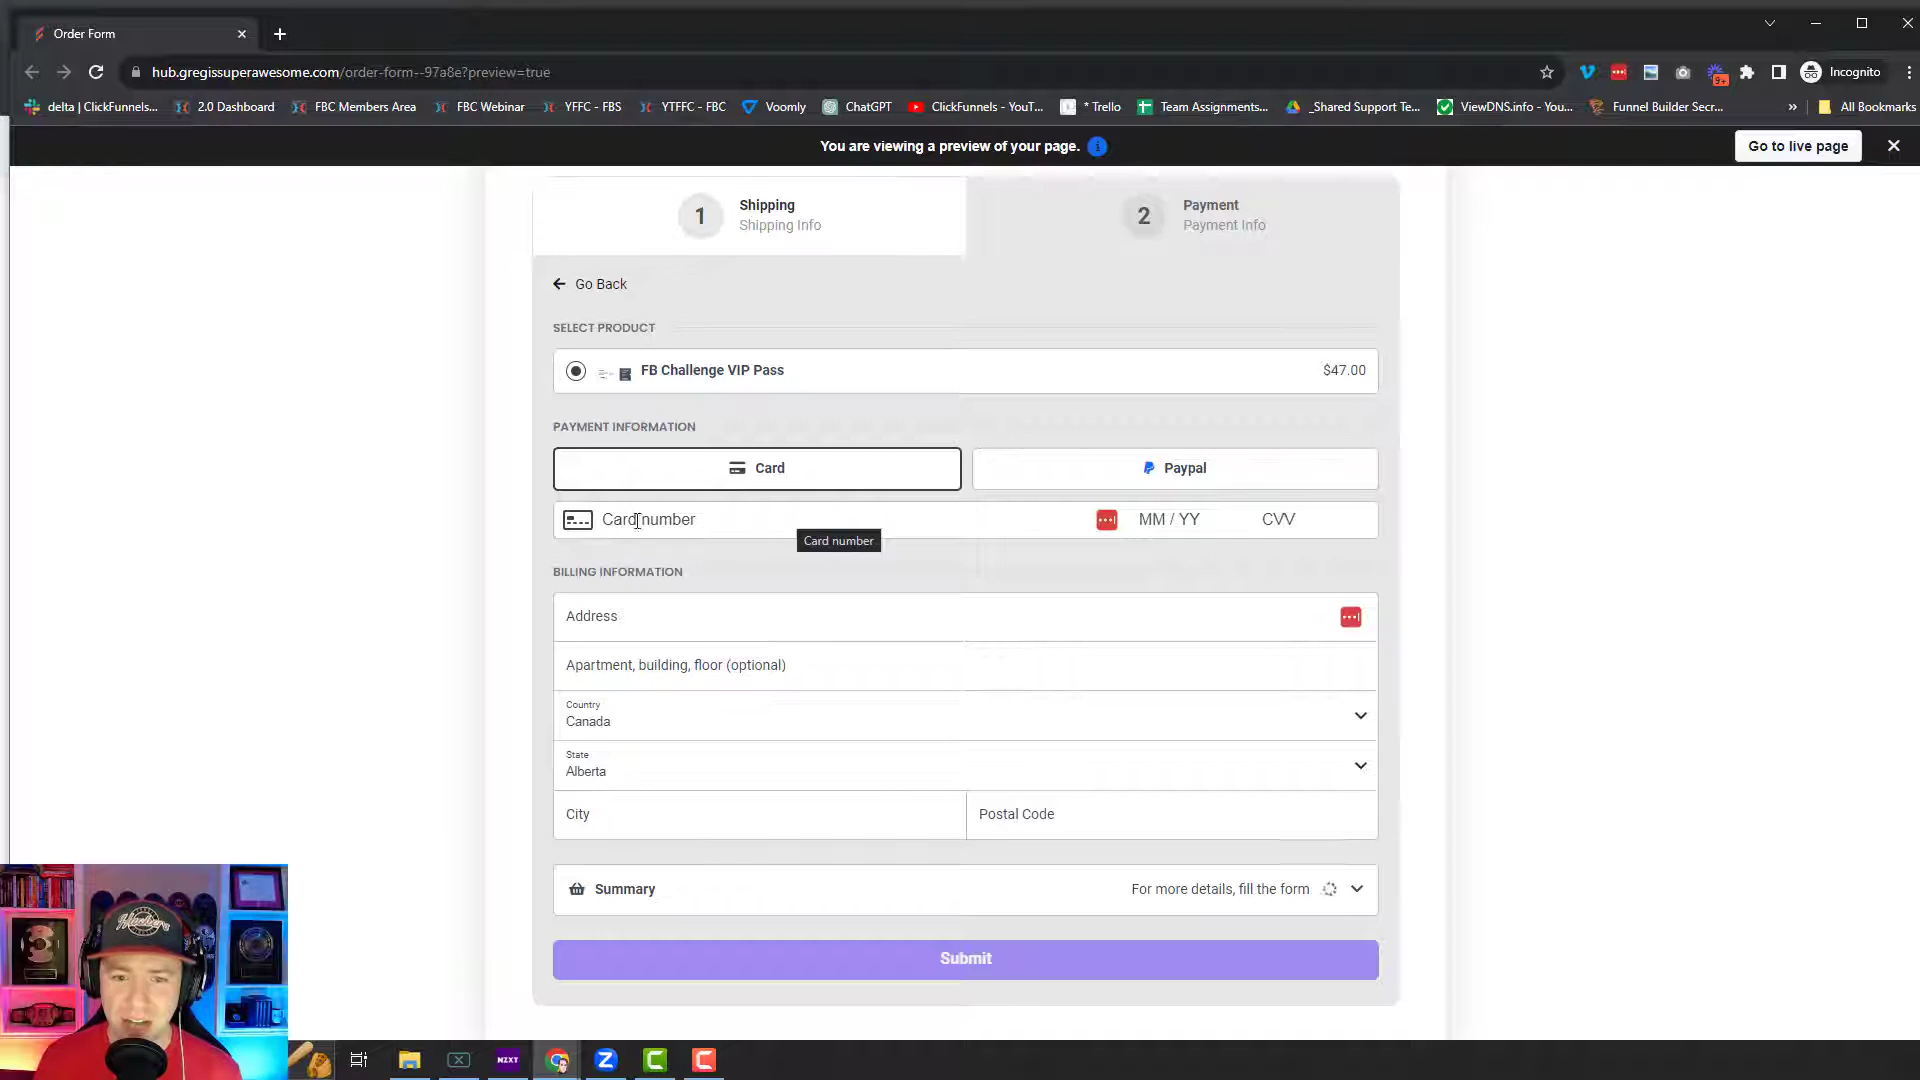 Order Form
hub.gregissuperawesome.com/order-form--97a8e?preview=true
Incognito
9+
delta | ClickFunnels... 2.0 Dashboard FBC Members Area FBC Webinar YFFC - FBS YTFFC - FBC Voomly ChatGPT ClickFunnels - YouT... * Trello Team Assignments... _Shared Support Te... ViewDNS.info - You... Funnel Builder Secr... » All Bookmarks
You are viewing a preview of your page. i Go to live page
1 Shipping
Shipping Info
2 Payment
Payment Info
Go Back
SELECT PRODUCT
FB Challenge VIP Pass $47.00
PAYMENT INFORMATION
Card Paypal
Card number MM / YY CVV
Card number
BILLING INFORMATION
Address
Apartment, building, floor (optional)
Country
Canada
State
Alberta
City Postal Code
Summary For more details, fill the form
Submit
NZXT
Z C C